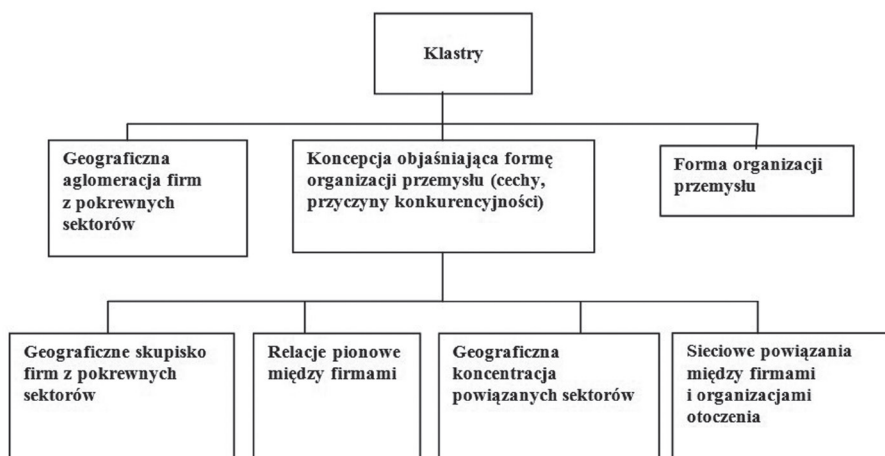 Klastry
Geograficzna
aglomeracja firm
z pokrewnych
sektorów
Koncepcja objaśniająca formę
organizacji przemysłu (cechy,
przyczyny konkurencyjności)
Forma organizacji
przemysłu
Geograficzne skupisko
firm z pokrewnych
sektorów
Relacje pionowe
między firmami
Geograficzna
koncentracja
powiązanych sektorów
Sieciowe powiązania
między firmami
i organizacjami
otoczenia